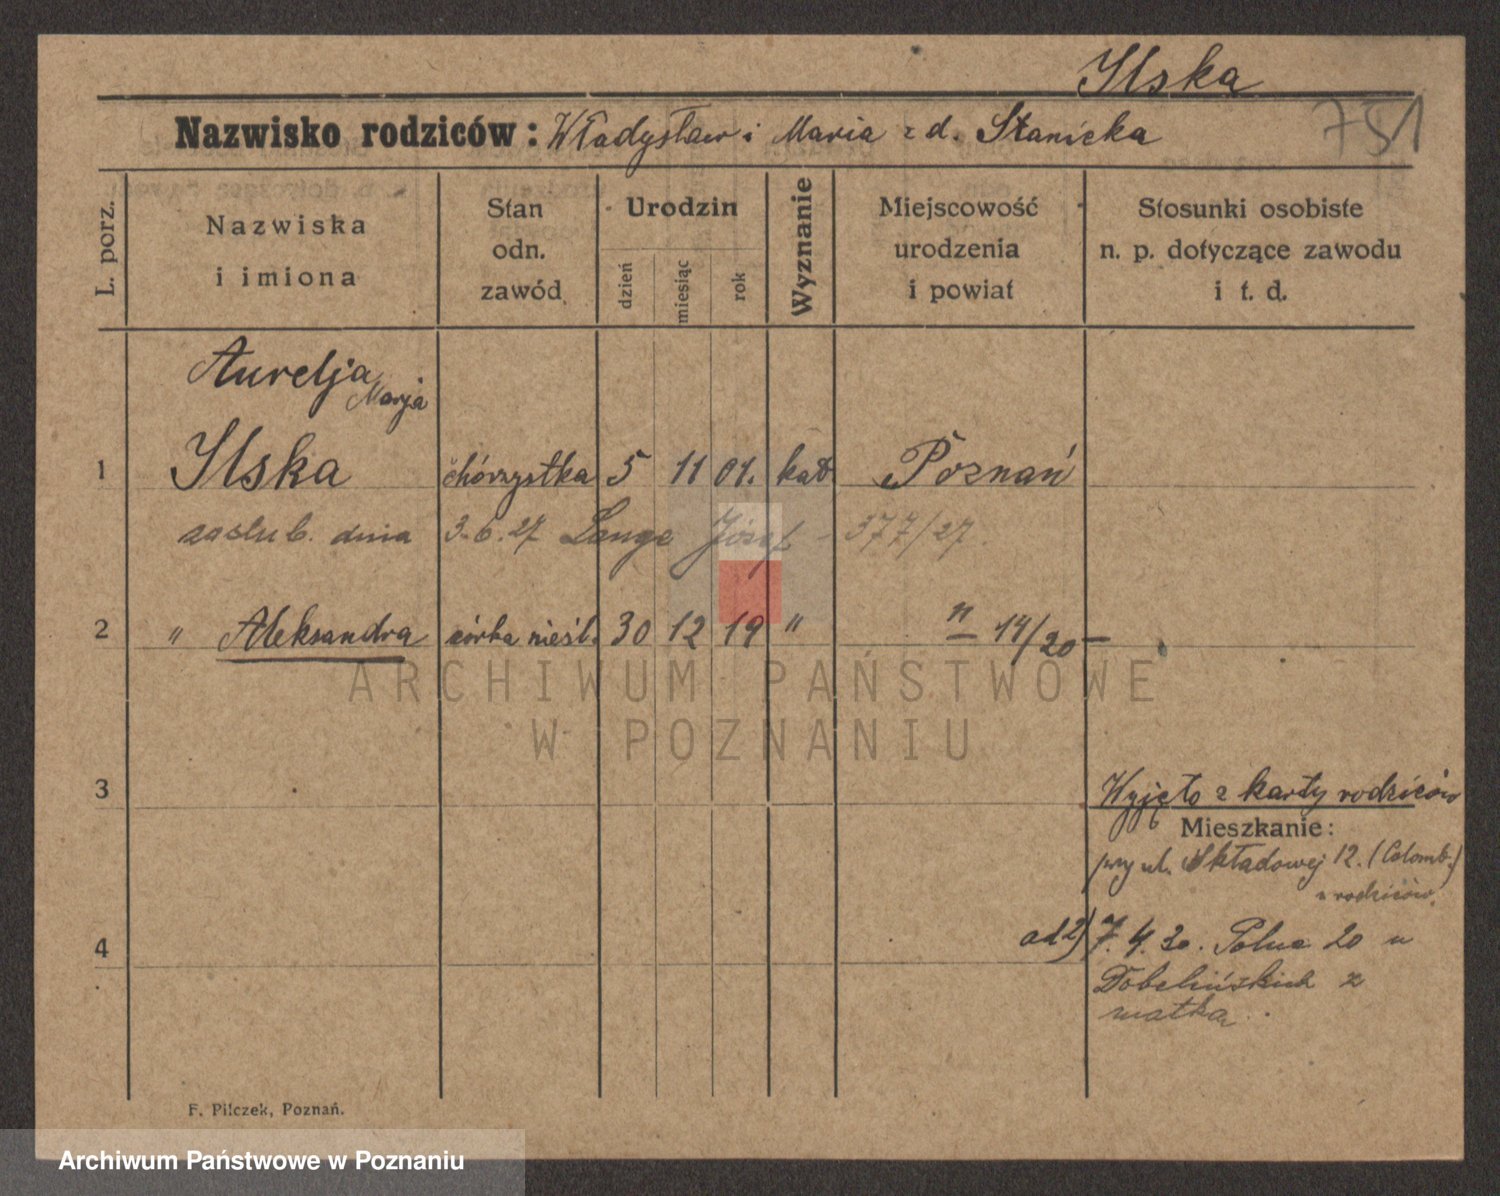 Ilska
751
Nazwisko rodziców: Władysław i Maria z d. Stanicka
L. porz.
Nazwiska
i imiona
Stan
odn.
zawód
Urodzin
dzień
miesiąc
rok
Wyznanie
Miejscowość
urodzenia
i powiat
Stosunki osobiste
n. p. dotyczące zawodu
i t. d.
Aurelja
Marja
1 Ilska chórzystka 5 11 01. kat Poznań
zaślub. dnia 3.6.27 Lange Józef - 377/27.
2 " Aleksandra córka nieśl. 30 12 19 " n 14/20
ARCHIWUM PAŃSTWOWE
W POZNANIU
3
Wyjęto z karty rodziców
Mieszkanie:
przy ul. Składowej 12. (Colomb.)
u rodziców.
4
ad 2) 7. 4. 20. Polna 20 u
z
matką.
F. Pilczek, Poznań.
Archiwum Państwowe w Poznaniu